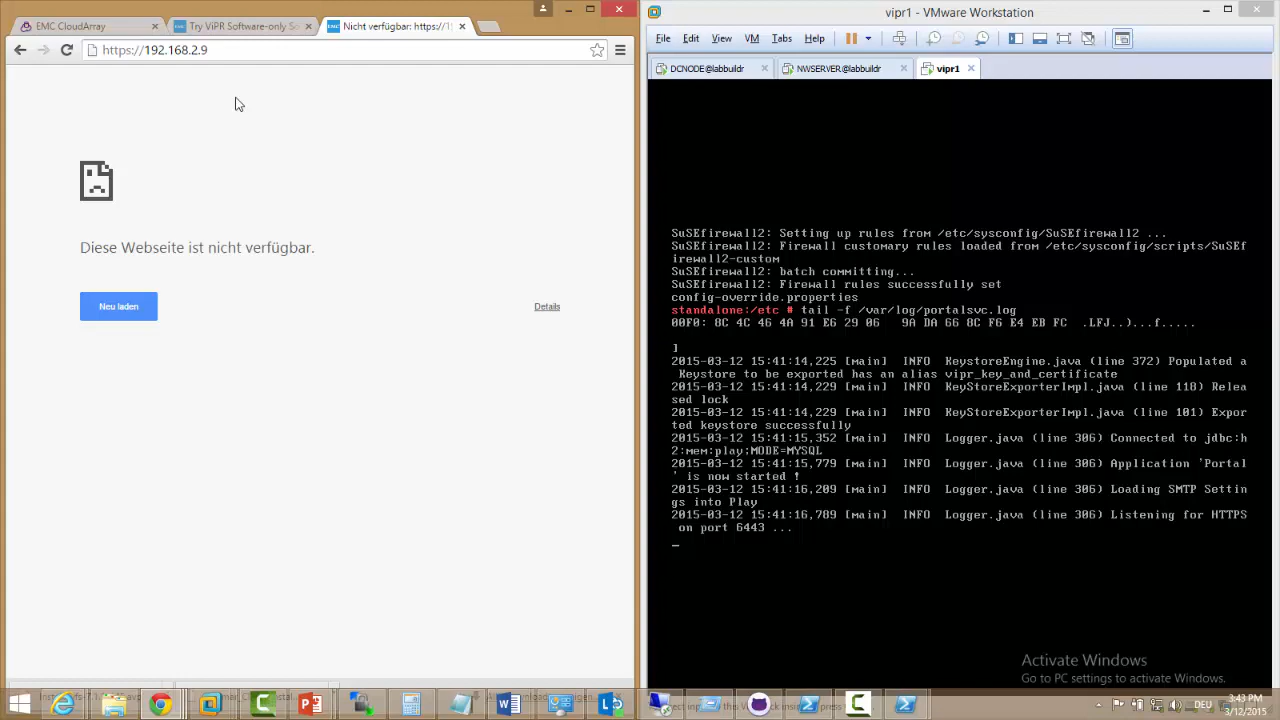 EMC CloudArray
Try ViPR Software-only So
Nicht verfügbar: https://1
https://192.168.2.9
Diese Webseite ist nicht verfügbar.
Neu laden
Details
vipr1 - VMware Workstation
File Edit View VM Tabs Help
DCNODE@labbuildr
NWSERVER@labbuildr
vipr1
SuSEfirewall2: Setting up rules from /etc/sysconfig/SuSEfirewall2 ...
SuSEfirewall2: Firewall customary rules loaded from /etc/sysconfig/scripts/SuSEf
irewall2-custom
SuSEfirewall2: batch committing...
SuSEfirewall2: Firewall rules successfully set
config-override.properties
standalone:/etc # tail -f /var/log/portalsvc.log
00F0: 8C 4C 46 4A 91 E6 29 06   9A DA 66 8C F6 E4 EB FC  .LFJ..)...f.....
]
2015-03-12 15:41:14,225 [main]  INFO  KeystoreEngine.java (line 372) Populated a
 Keystore to be exported has an alias vipr_key_and_certificate
2015-03-12 15:41:14,229 [main]  INFO  KeyStoreExporterImpl.java (line 118) Relea
sed lock
2015-03-12 15:41:14,229 [main]  INFO  KeyStoreExporterImpl.java (line 101) Expor
ted keystore successfully
2015-03-12 15:41:15,352 [main]  INFO  Logger.java (line 306) Connected to jdbc:h
2:mem:play;MODE=MYSQL
2015-03-12 15:41:15,779 [main]  INFO  Logger.java (line 306) Application 'Portal
' is now started !
2015-03-12 15:41:16,209 [main]  INFO  Logger.java (line 306) Loading SMTP Settin
gs into Play
2015-03-12 15:41:16,789 [main]  INFO  Logger.java (line 306) Listening for HTTPS
 on port 6443 ...
Activate Windows
Go to PC settings to activate Windows.
DEU
3:43 PM
3/12/2015